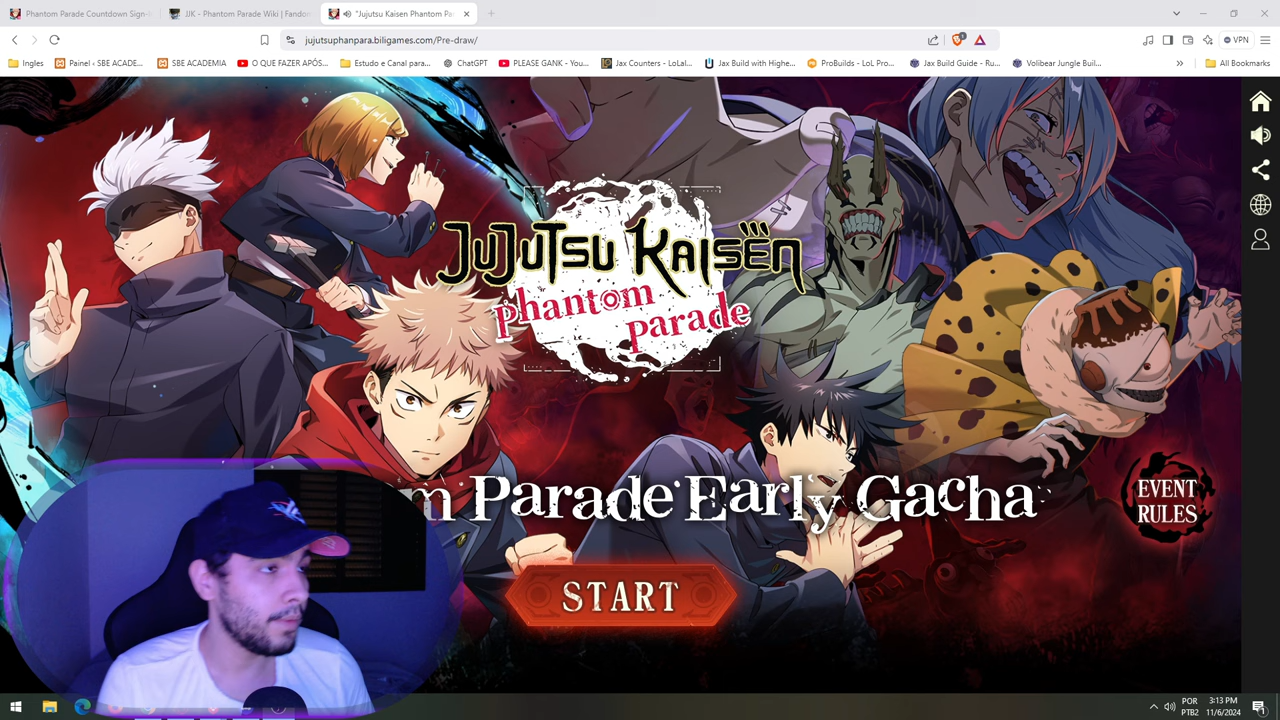 Phantom Parade Countdown Sign-I
JJK - Phantom Parade Wiki | Fandon
"Jujutsu Kaisen Phantom Par
jujutsuphanpara.biligames.com/Pre-draw/
VPN
Ingles
Painel ‹ SBE ACADE...
SBE ACADEMIA
O QUE FAZER APÓS...
Estudo e Canal para...
ChatGPT
PLEASE GANK - You...
Jax Counters - LoLal...
Jax Build with Highe...
ProBuilds - LoL Pro...
Jax Build Guide - Ru...
Volibear Jungle Buil...
All Bookmarks
JUJUTSU KAISEN
Phantom
Parade
m Parade Early Gacha
EVENT
RULES
START
POR
PTB2
3:13 PM
11/6/2024